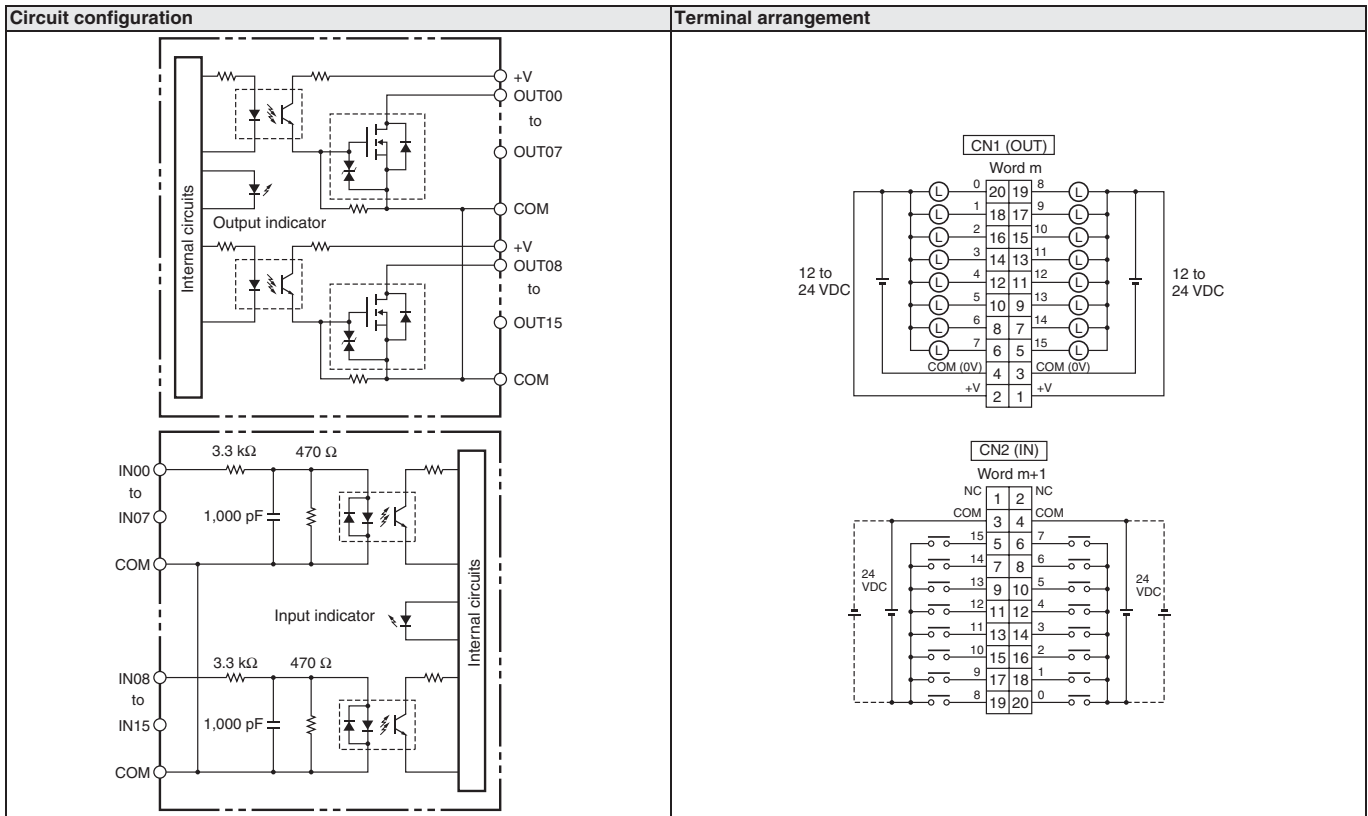 Circuit configuration
Terminal arrangement
+V
OUT00
to
OUT07
COM
Output indicator
+V
OUT08
to
OUT15
COM
Internal circuits
3.3 kΩ 470 Ω
IN00
to
IN07
1,000 pF
COM
Input indicator
Internal circuits
3.3 kΩ 470 Ω
IN08
to
IN15
1,000 pF
COM
CN1 (OUT)
Word m
L 0 20 19 8 L
L 1 18 17 9 L
L 2 16 15 10 L
L 3 14 13 11 L
L 4 12 11 12 L
L 5 10 9 13 L
L 6 8 7 14 L
L 7 6 5 15 L
COM (0V) 4 3 COM (0V)
+V 2 1 +V
12 to
24 VDC
12 to
24 VDC
CN2 (IN)
Word m+1
NC 1 2 NC
COM 3 4 COM
15 5 6 7
14 7 8 6
13 9 10 5
12 11 12 4
11 13 14 3
10 15 16 2
9 17 18 1
8 19 20 0
24
VDC
24
VDC